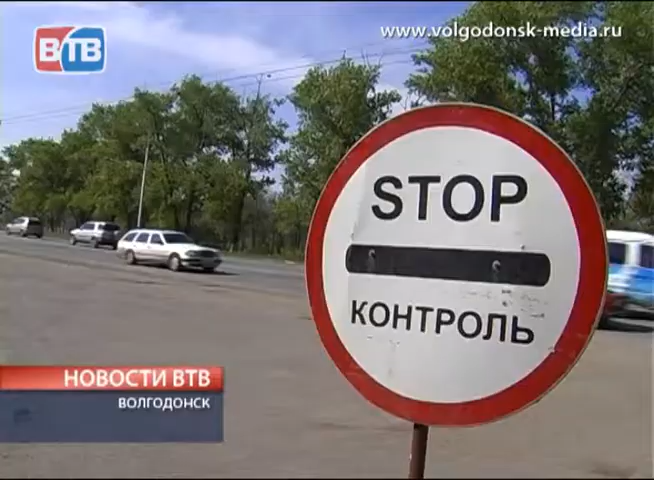 ВТВ
www.volgodonsk-media.ru
STOP
КОНТРОЛЬ
НОВОСТИ ВТВ
ВОЛГОДОНСК